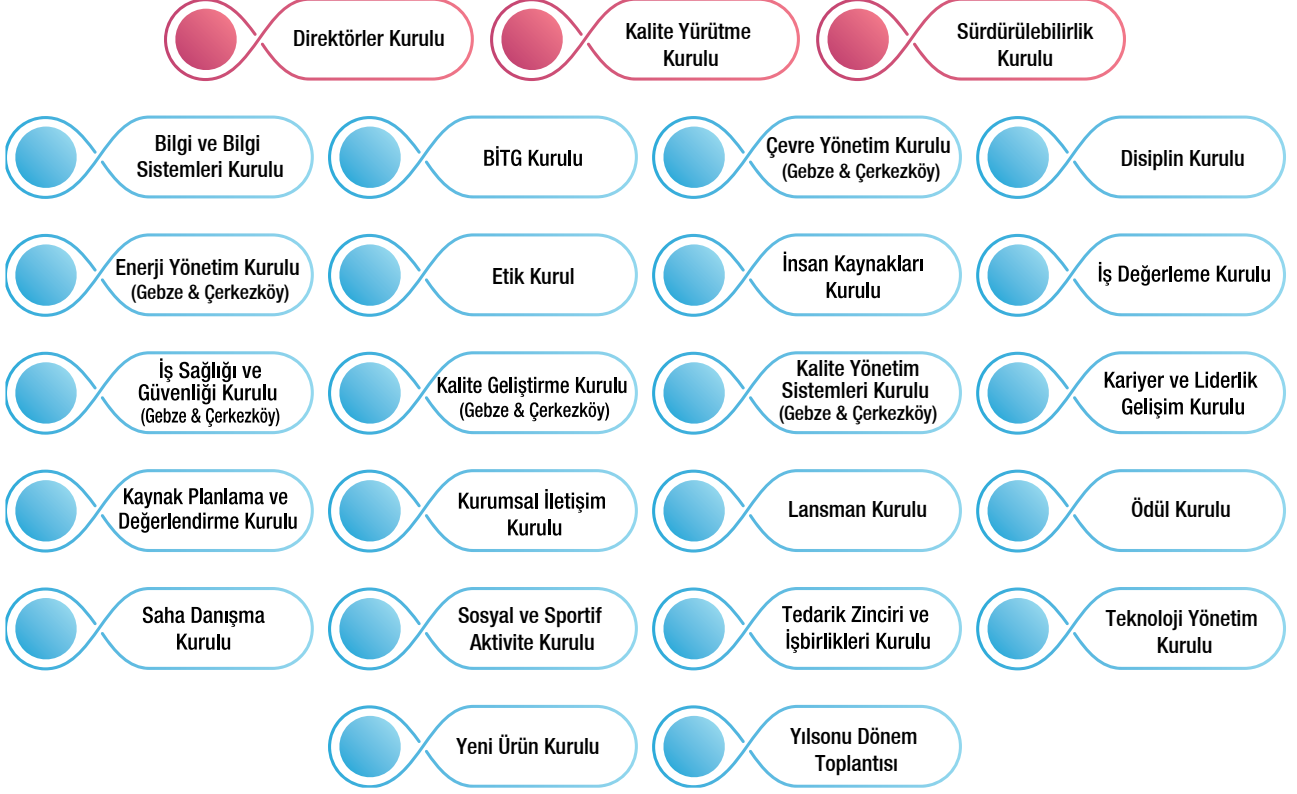 Direktörler Kurulu
Kalite Yürütme
Kurulu
Sürdürülebilirlik
Kurulu
Bilgi ve Bilgi
Sistemleri Kurulu
BİTG Kurulu
Çevre Yönetim Kurulu
(Gebze & Çerkezköy)
Disiplin Kurulu
Enerji Yönetim Kurulu
(Gebze & Çerkezköy)
Etik Kurul
İnsan Kaynakları
Kurulu
İş Değerleme Kurulu
İş Sağlığı ve
Güvenliği Kurulu
(Gebze & Çerkezköy)
Kalite Geliştirme Kurulu
(Gebze & Çerkezköy)
Kalite Yönetim
Sistemleri Kurulu
(Gebze & Çerkezköy)
Kariyer ve Liderlik
Gelişim Kurulu
Kaynak Planlama ve
Değerlendirme Kurulu
Kurumsal İletişim
Kurulu
Lansman Kurulu
Ödül Kurulu
Saha Danışma
Kurulu
Sosyal ve Sportif
Aktivite Kurulu
Tedarik Zinciri ve
İşbirlikleri Kurulu
Teknoloji Yönetim
Kurulu
Yeni Ürün Kurulu
Yılsonu Dönem
Toplantısı